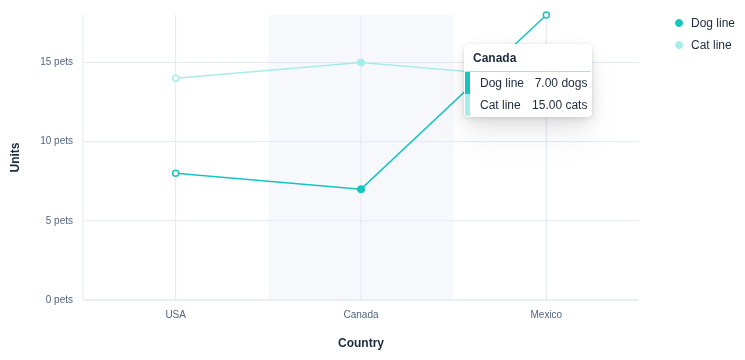 Dog line
Cat line
15 pets
10 pets
5 pets
0 pets
Units
Canada
Dog line 7.00 dogs
Cat line 15.00 cats
USA
Canada
Mexico
Country